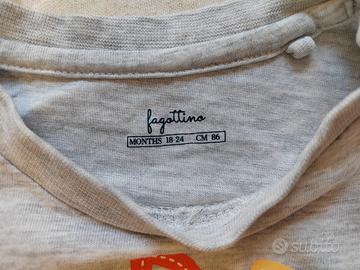 fagottino
MONTHS 18-24 CM 86
subito